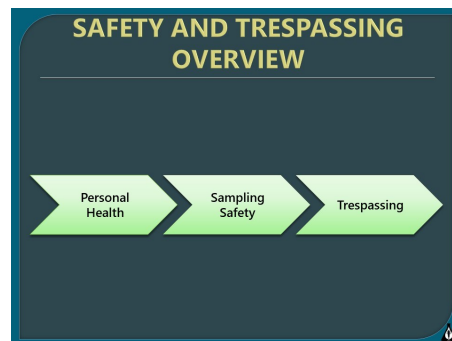 SAFETY AND TRESPASSING
OVERVIEW
Personal
Health
Sampling
Safety
Trespassing